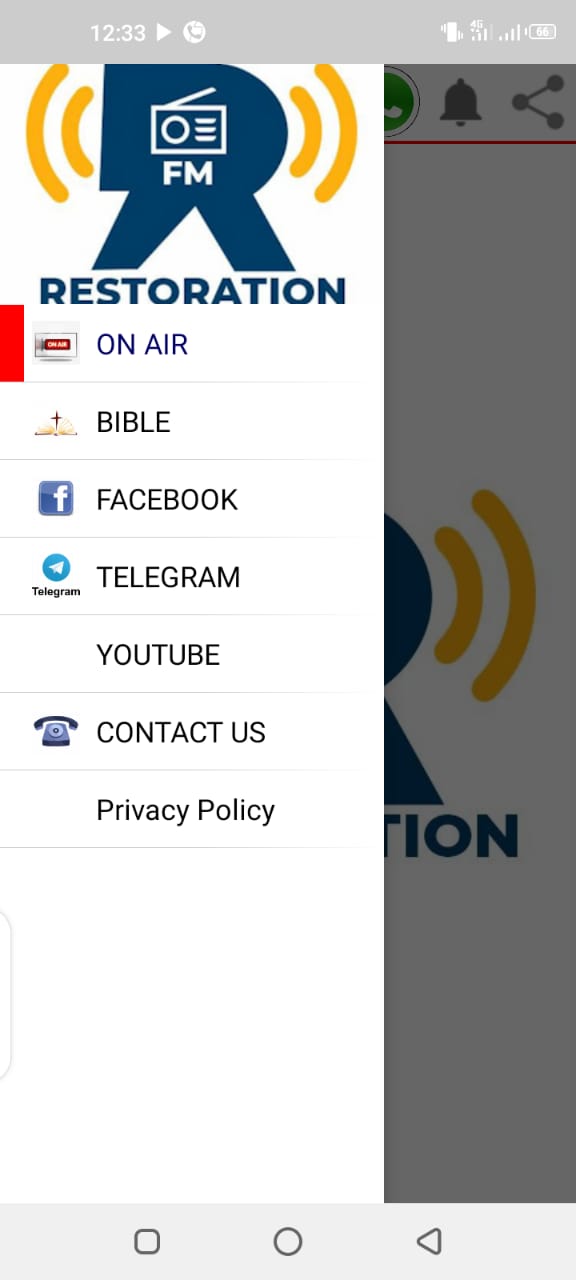 12:33
4G
66
FM
RESTORATION
ON AIR
ON AIR
BIBLE
f
FACEBOOK
Telegram
TELEGRAM
YOUTUBE
CONTACT US
Privacy Policy
TION